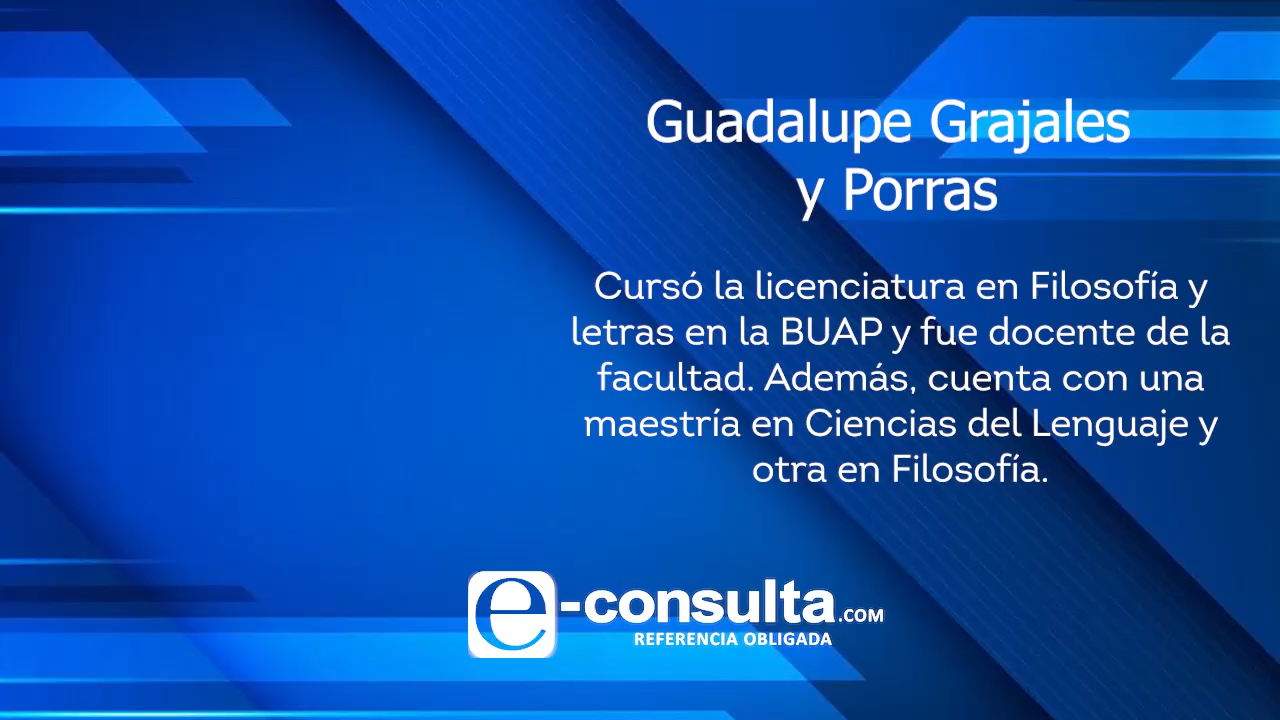 Guadalupe Grajales
y Porras
Cursó la licenciatura en Filosofía y
letras en la BUAP y fue docente de la
facultad. Además, cuenta con una
maestría en Ciencias del Lenguaje y
otra en Filosofía.
e-consulta.COM
REFERENCIA OBLIGADA